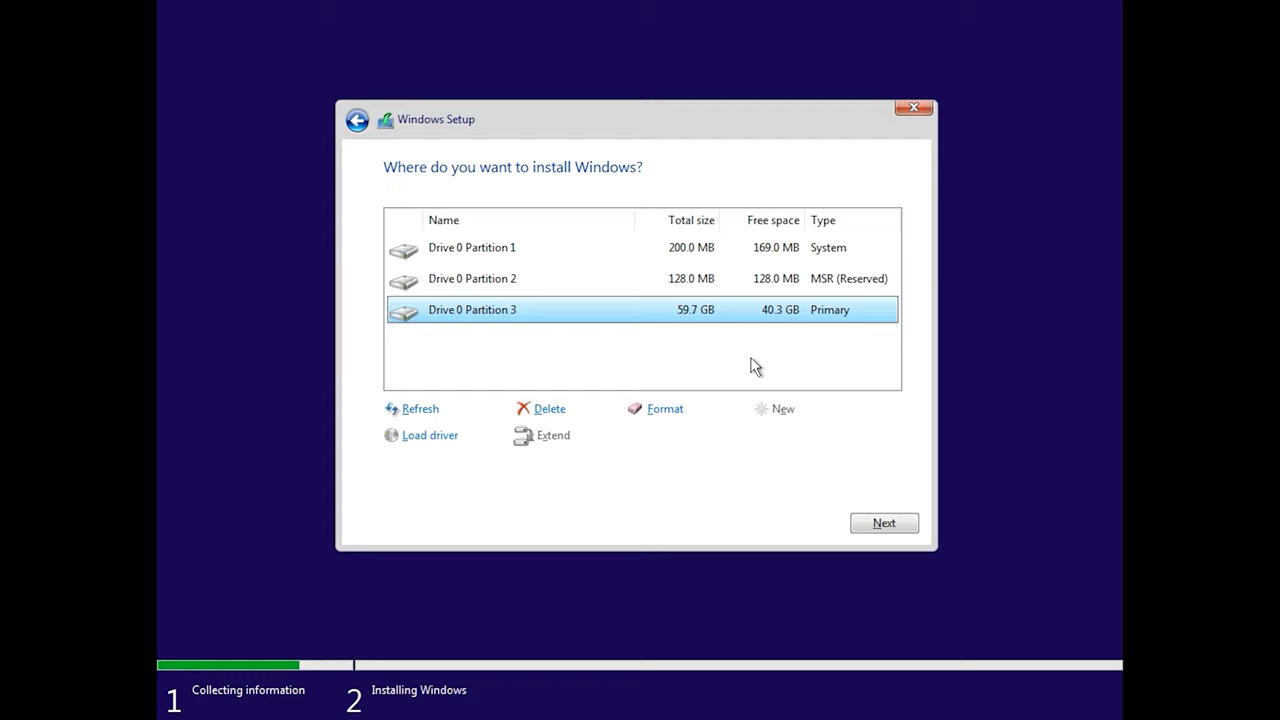 Windows Setup
Where do you want to install Windows?
Name Total size Free space Type
Drive 0 Partition 1 200.0 MB 169.0 MB System
Drive 0 Partition 2 128.0 MB 128.0 MB MSR (Reserved)
Drive 0 Partition 3 59.7 GB 40.3 GB Primary
Refresh Delete Format New
Load driver Extend
Next
1 Collecting information 2 Installing Windows